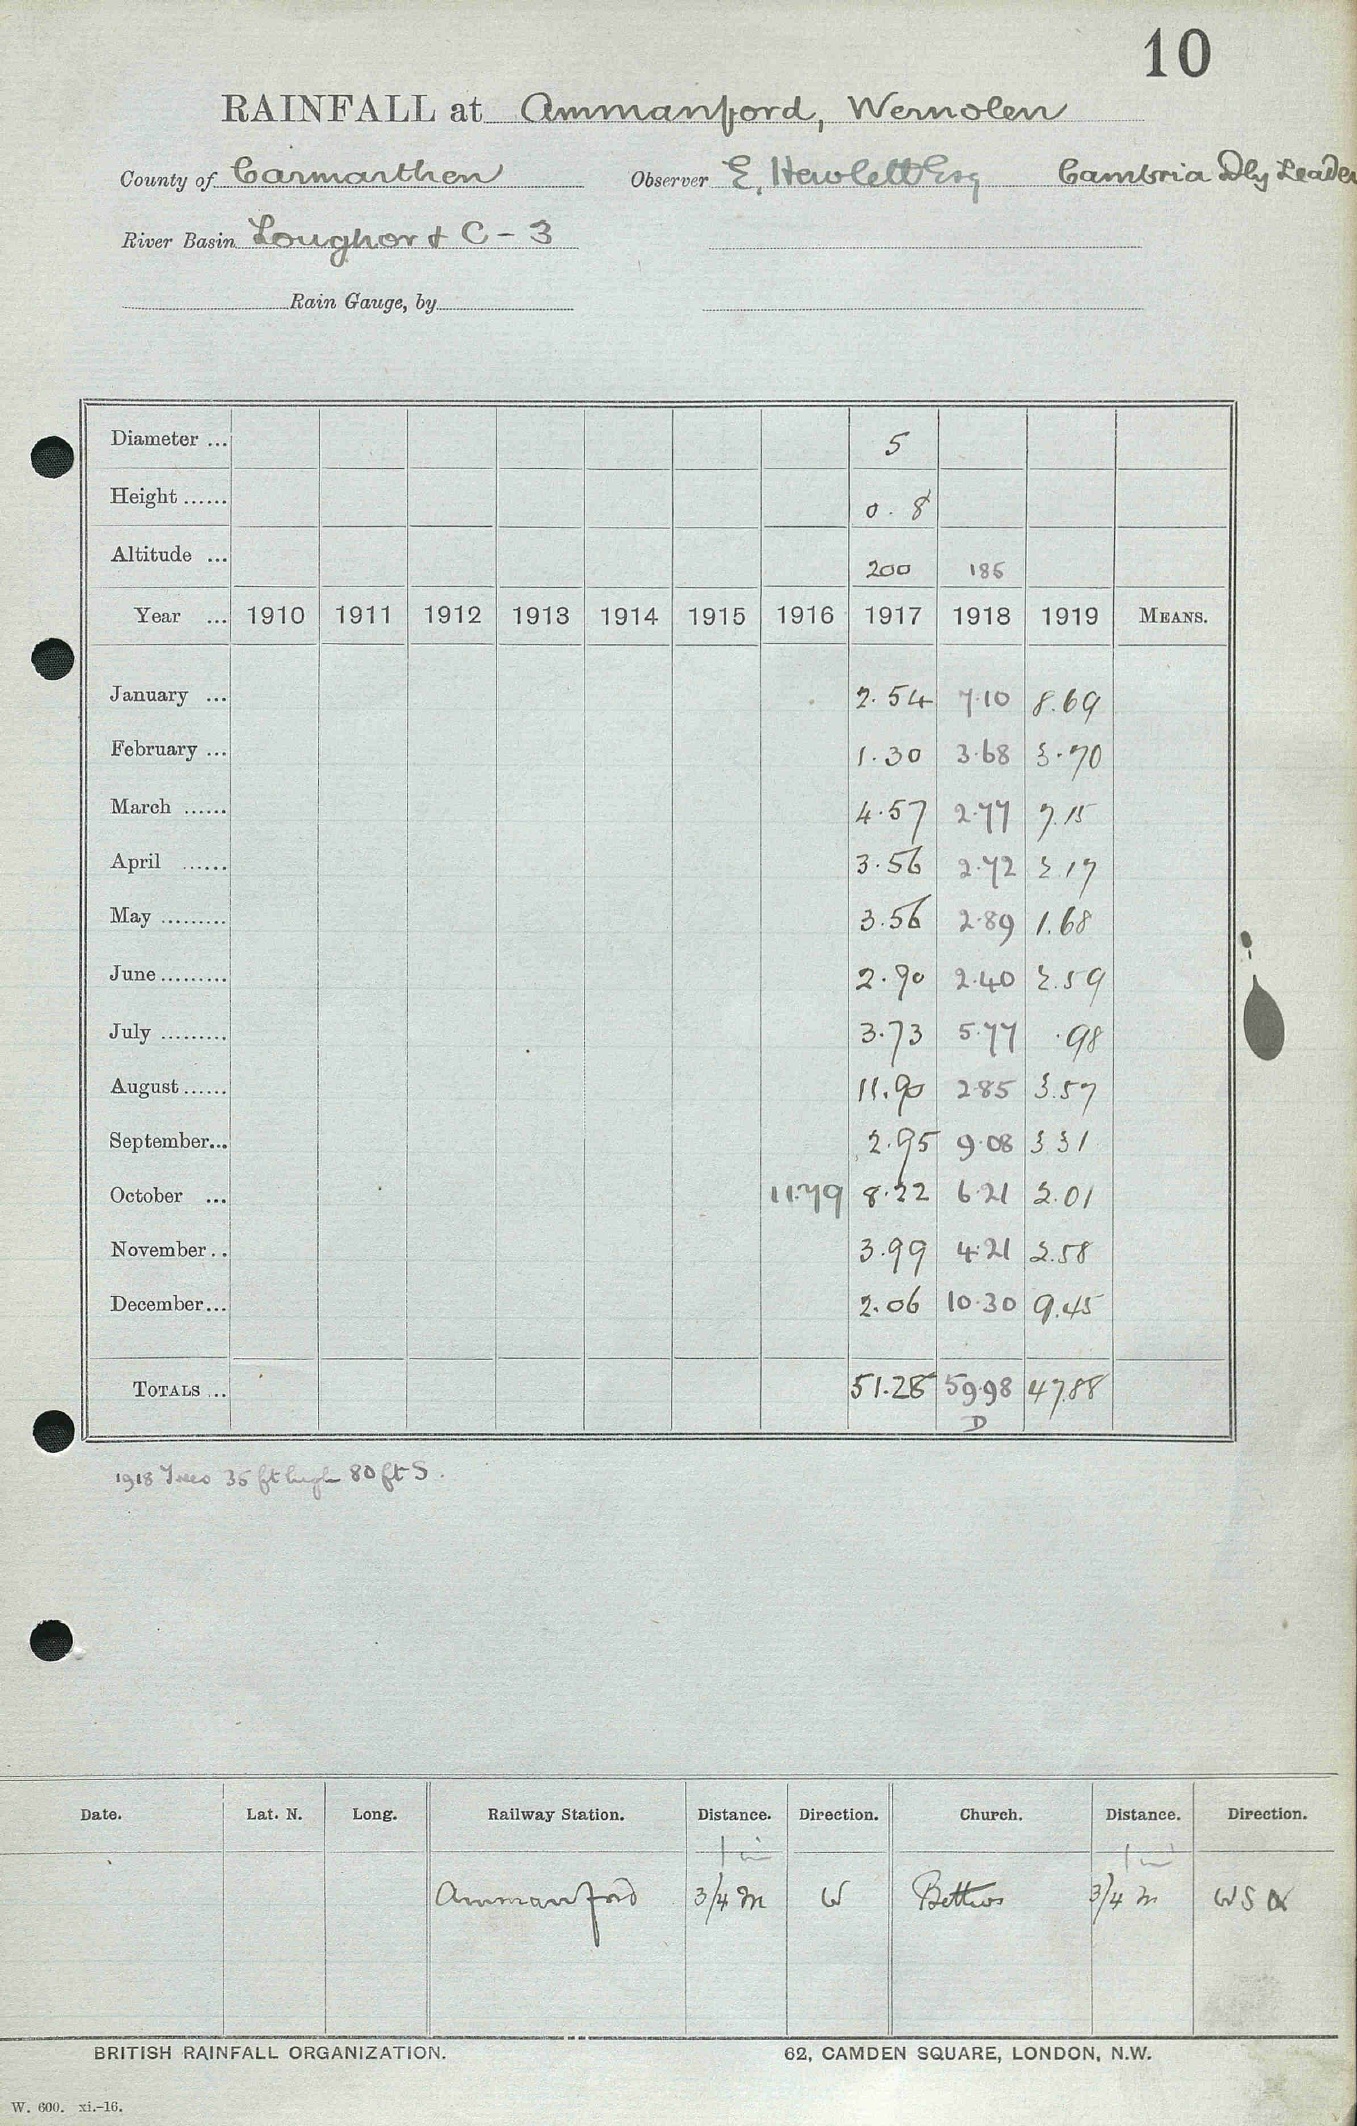 10
RAINFALL at Ammanford, Wernolen
County of Carmarthen Observer E. Hewlett Esq Cambria Dly Leader
River Basin Loughor & C - 3
Rain Gauge, by
Diameter ... 5
Height ...... 0.8
Altitude ... 200 185
Year ... 1910 1911 1912 1913 1914 1915 1916 1917 1918 1919 MEANS.
January ... 2.54 7.10 8.69
February ... 1.30 3.68 3.70
March ...... 4.57 2.77 7.15
April ...... 3.56 2.72 2.17
May ......... 3.56 2.89 1.68
June ......... 2.90 2.40 2.59
July ......... 3.73 5.77 .98
August ...... 11.90 2.85 3.57
September... 2.95 9.08 3.31
October ... 11.79 8.22 6.21 2.01
November.. 3.99 4.21 2.58
December... 2.06 10.30 9.45
TOTALS ... 51.28 59.98 47.88
D
1918 Trees 35 ft high 80 ft S.
Date. Lat. N. Long. Railway Station. Distance. Direction. Church. Distance. Direction.
1 m 1 m
Ammanford 3/4 m W Bettws 3/4 m WSW
BRITISH RAINFALL ORGANIZATION. 62, CAMDEN SQUARE, LONDON, N.W.
W. 600. xi.-16.